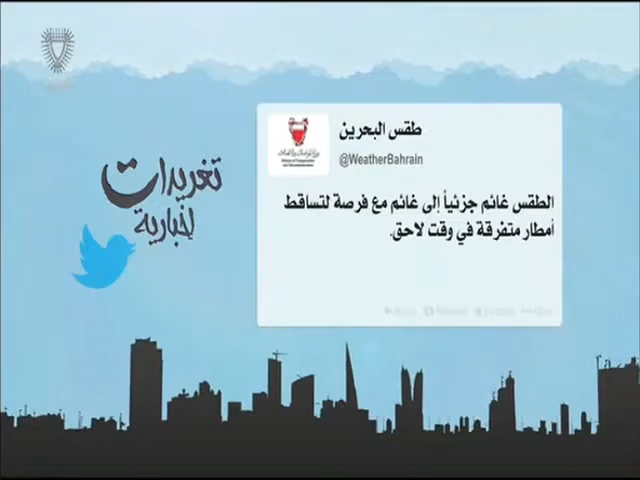 تغريدات
إخبارية
طقس البحرين
@WeatherBahrain
الطقس غائم جزئياً إلى غائم مع فرصة لتساقط
أمطار متفرقة في وقت لاحق.